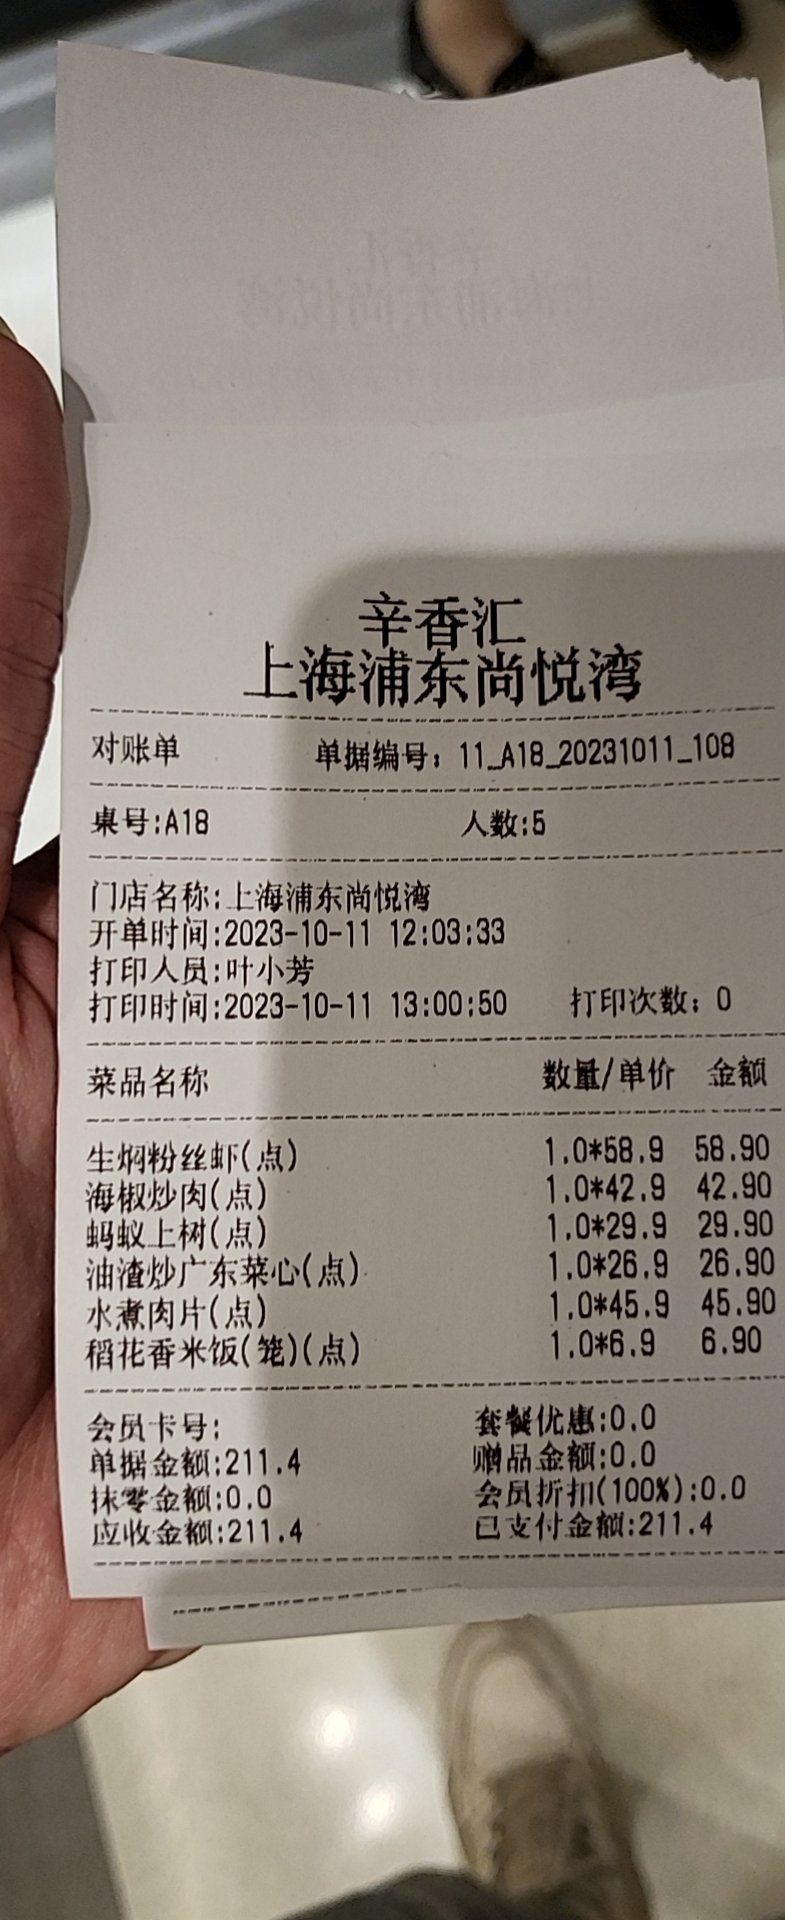 辛香汇
上海浦东尚悦湾
对账单 单据编号：11_A18_20231011_108
桌号:A18 人数:5
门店名称:上海浦东尚悦湾
开单时间:2023-10-11 12:03:33
打印人员:叶小芳
打印时间:2023-10-11 13:00:50 打印次数：0
菜品名称 数量/单价 金额
生焖粉丝虾(点) 1.0*58.9 58.90
海椒炒肉(点) 1.0*42.9 42.90
蚂蚁上树(点) 1.0*29.9 29.90
油渣炒广东菜心(点) 1.0*26.9 26.90
水煮肉片(点) 1.0*45.9 45.90
稻花香米饭(笼)(点) 1.0*6.9 6.90
会员卡号: 套餐优惠:0.0
单据金额:211.4 赠品金额:0.0
抹零金额:0.0 会员折扣(100%):0.0
应收金额:211.4 已支付金额:211.4